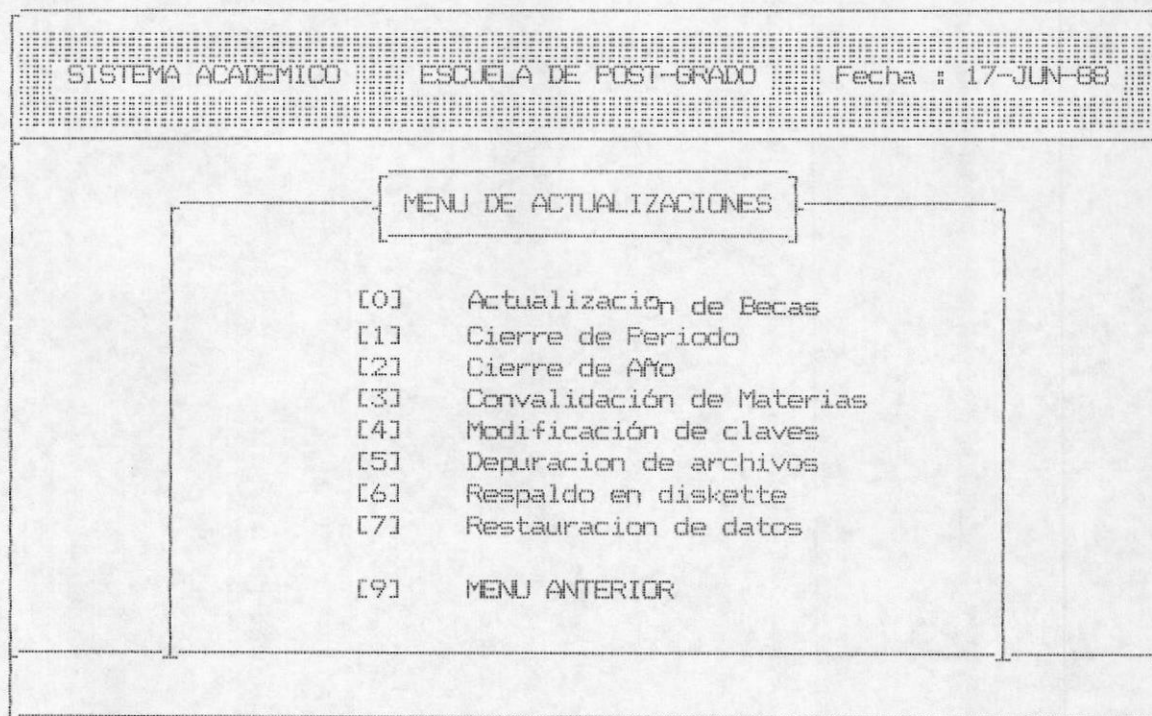 SISTEMA ACADEMICO ESCUELA DE POST-GRADO Fecha : 17-JUN-88
MENU DE ACTUALIZACIONES
[0] Actualizacion de Becas
[1] Cierre de Periodo
[2] Cierre de Año
[3] Convalidación de Materias
[4] Modificación de claves
[5] Depuracion de archivos
[6] Respaldo en diskette
[7] Restauracion de datos
[9] MENU ANTERIOR